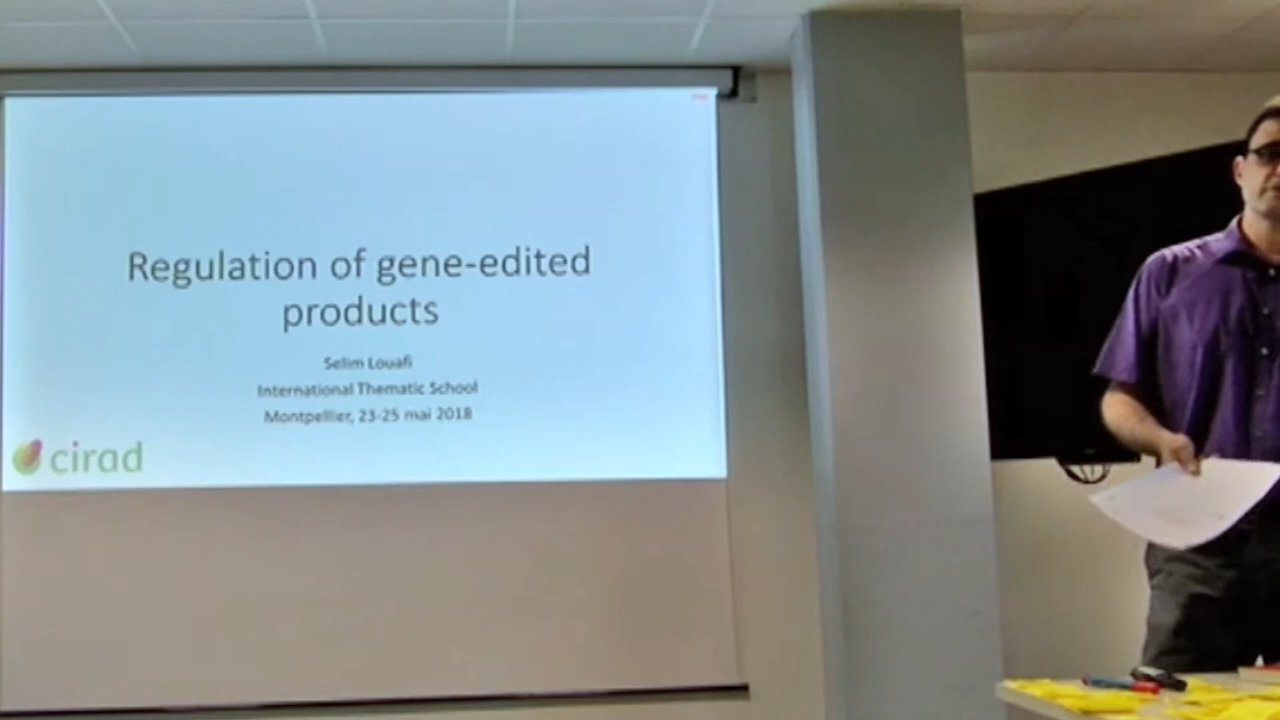 Regulation of gene-edited
products
Selim Louafi
International Thematic School
Montpellier, 23-25 mai 2018
cirad